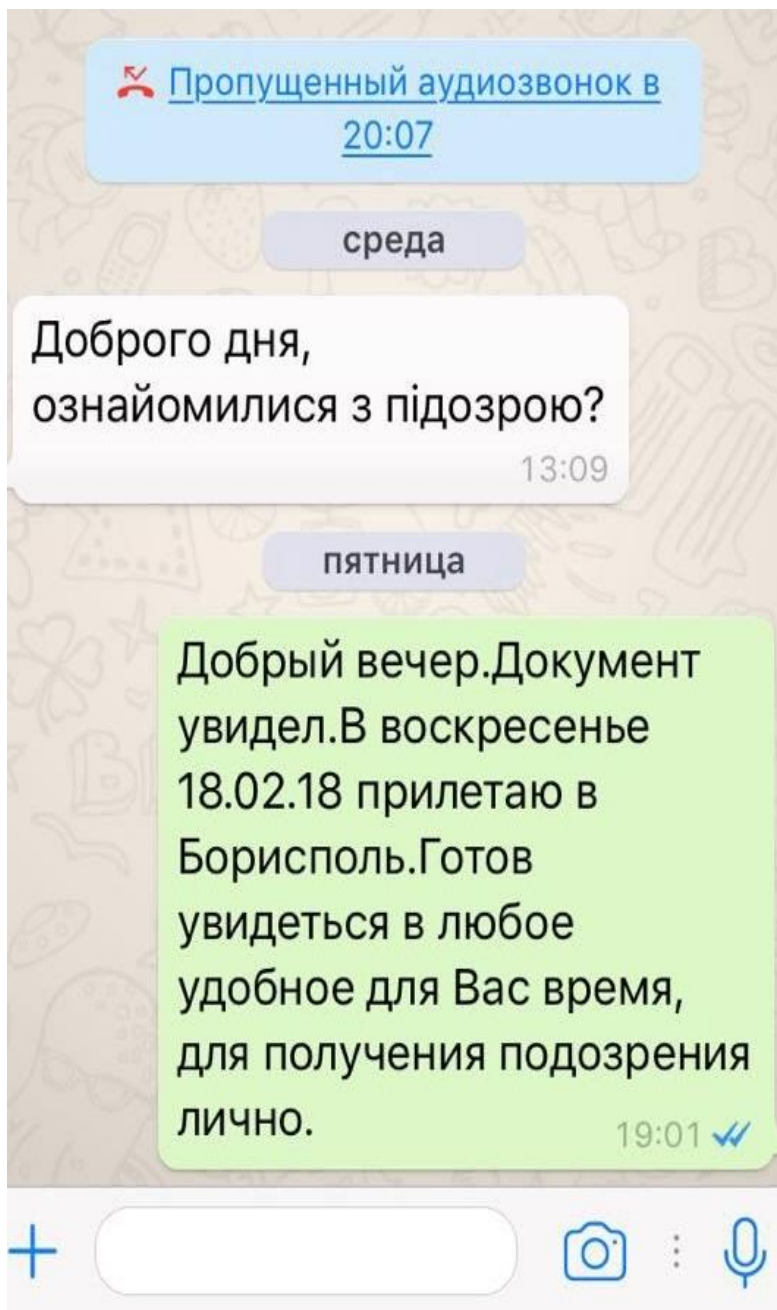 Пропущенный аудиозвонок в
20:07
среда
Доброго дня,
ознайомилися з підозрою?
13:09
пятница
Добрый вечер.Документ
увидел.В воскресенье
18.02.18 прилетаю в
Борисполь.Готов
увидеться в любое
удобное для Вас время,
для получения подозрения
лично.
19:01